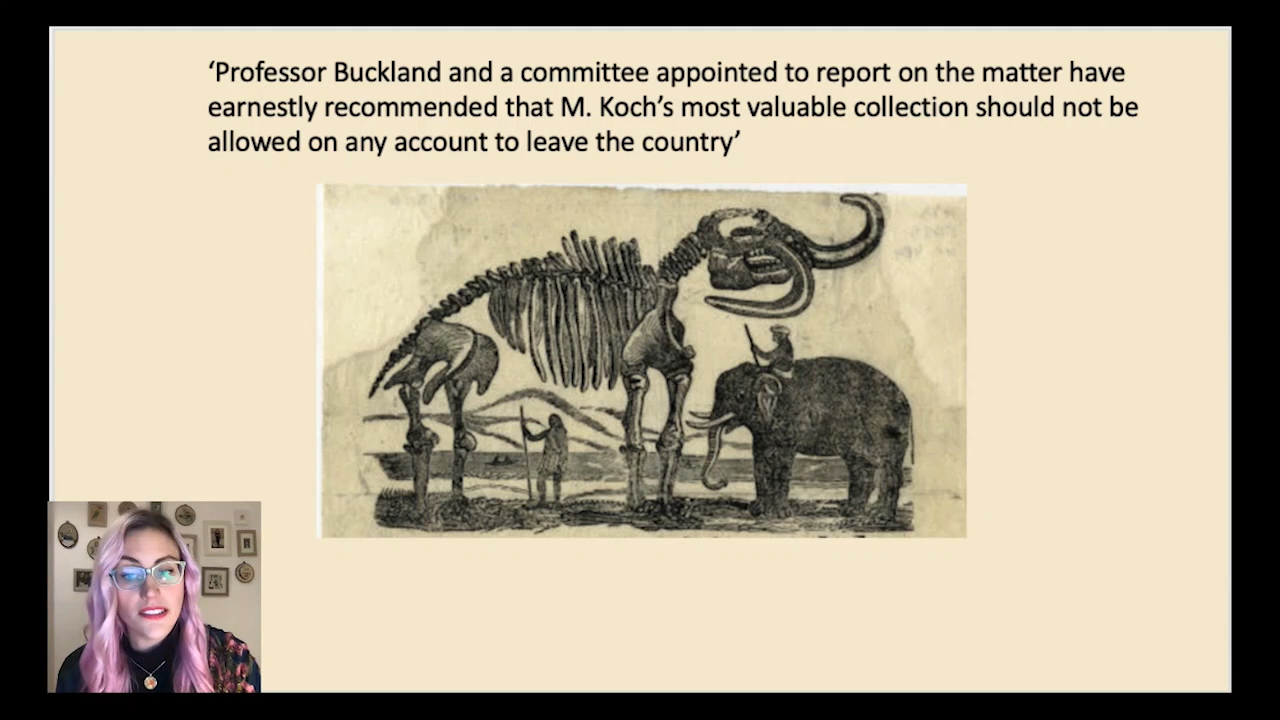 ‘Professor Buckland and a committee appointed to report on the matter have
earnestly recommended that M. Koch’s most valuable collection should not be
allowed on any account to leave the country’